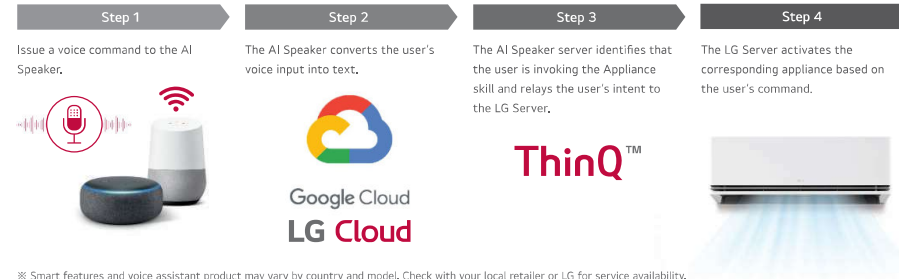 Step 1
Issue a voice command to the AI
Speaker.
Step 2
The AI Speaker converts the user's
voice input into text.
Google Cloud
LG Cloud
Step 3
The AI Speaker server identifies that
the user is invoking the Appliance
skill and relays the user's intent to
the LG Server.
ThinQ™
Step 4
The LG Server activates the
corresponding appliance based on
the user's command.
※ Smart features and voice assistant product may vary by country and model. Check with your local retailer or LG for service availability.